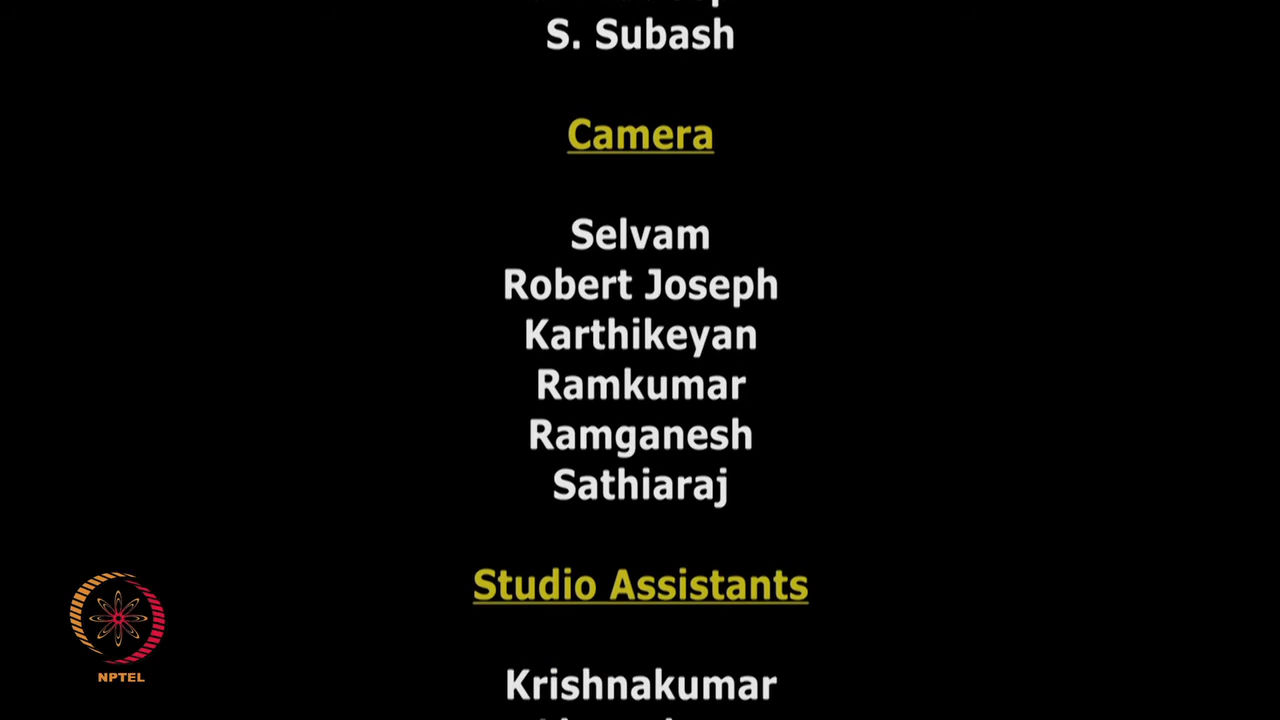 S. Subash
Camera
Selvam
Robert Joseph
Karthikeyan
Ramkumar
Ramganesh
Sathiaraj
Studio Assistants
Krishnakumar
NPTEL